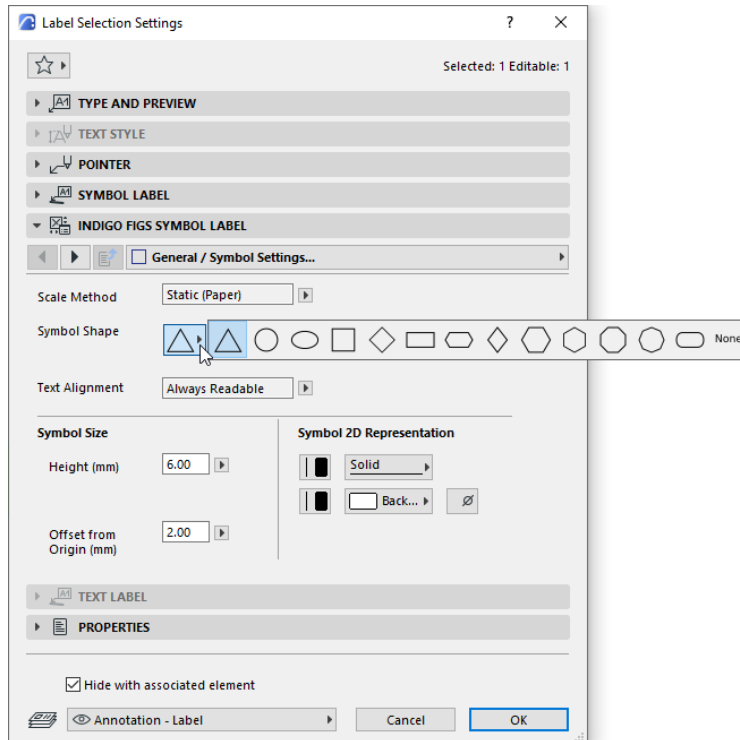 Label Selection Settings ? ×
Selected: 1 Editable: 1
A1 TYPE AND PREVIEW
TEXT STYLE
POINTER
A1 SYMBOL LABEL
INDIGO FIGS SYMBOL LABEL
General / Symbol Settings...
Scale Method Static (Paper)
Symbol Shape None
Text Alignment Always Readable
Symbol Size Symbol 2D Representation
Height (mm) 6.00 Solid
Back...
Offset from 2.00
Origin (mm)
A1 TEXT LABEL
PROPERTIES
Hide with associated element
Annotation - Label Cancel OK